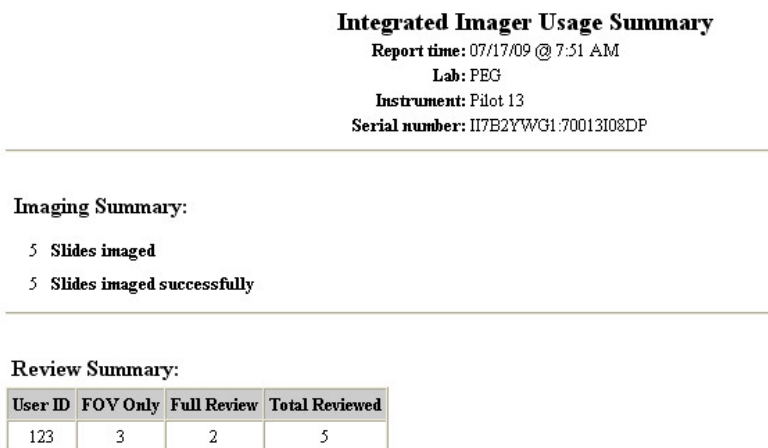 Integrated Imager Usage Summary
Report time: 07/17/09 @ 7:51 AM
Lab: PEG
Instrument: Pilot 13
Serial number: II7B2YWG1:70013I08DP
Imaging Summary:
5 Slides imaged
5 Slides imaged successfully
Review Summary:
User ID FOV Only Full Review Total Reviewed
123 3 2 5